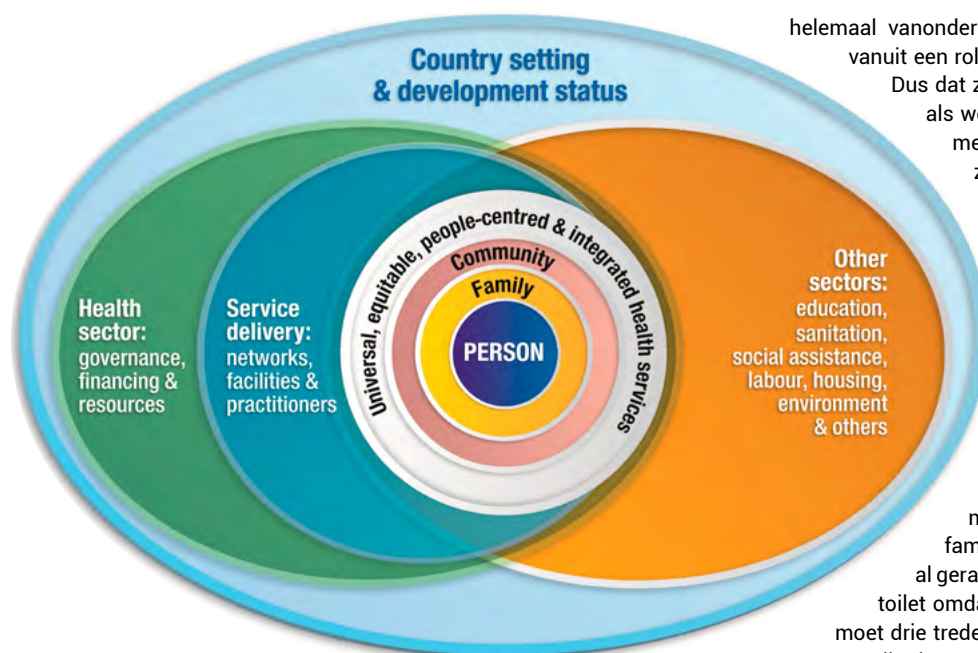 Country setting
& development status
Health
sector:
governance,
financing &
resources
Service
delivery:
networks,
facilities &
practitioners
Universal, equitable, people-centred & integrated health services
Community
Family
PERSON
Other
sectors:
education,
sanitation,
social assistance,
labour, housing,
environment
& others
helemaal vanonder
vanuit een rol
Dus dat z
als we
me
z
m
fam
al gera
toilet omda
moet drie trede